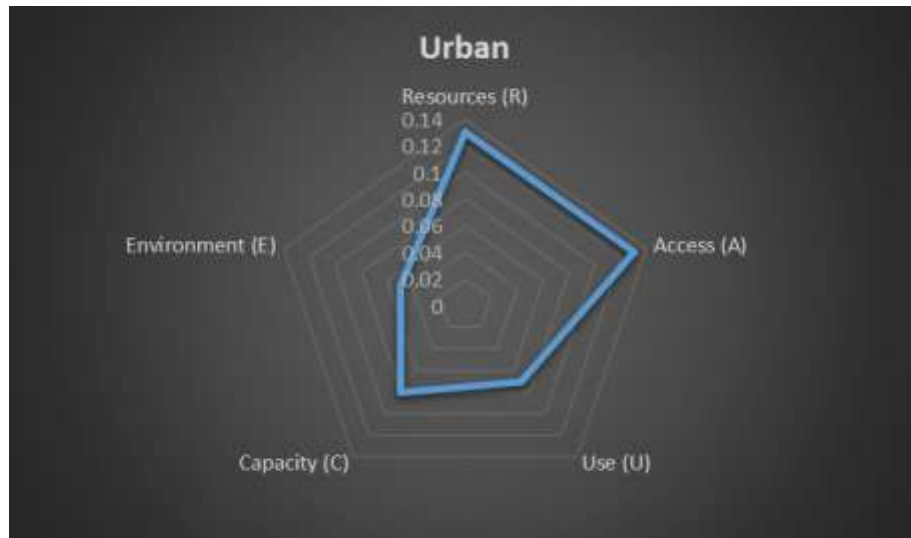 Urban
Resources (R)
0.14
0.12
0.1
0.08
0.06
0.04
0.02
0
Environment (E)
Access (A)
Capacity (C)
Use (U)